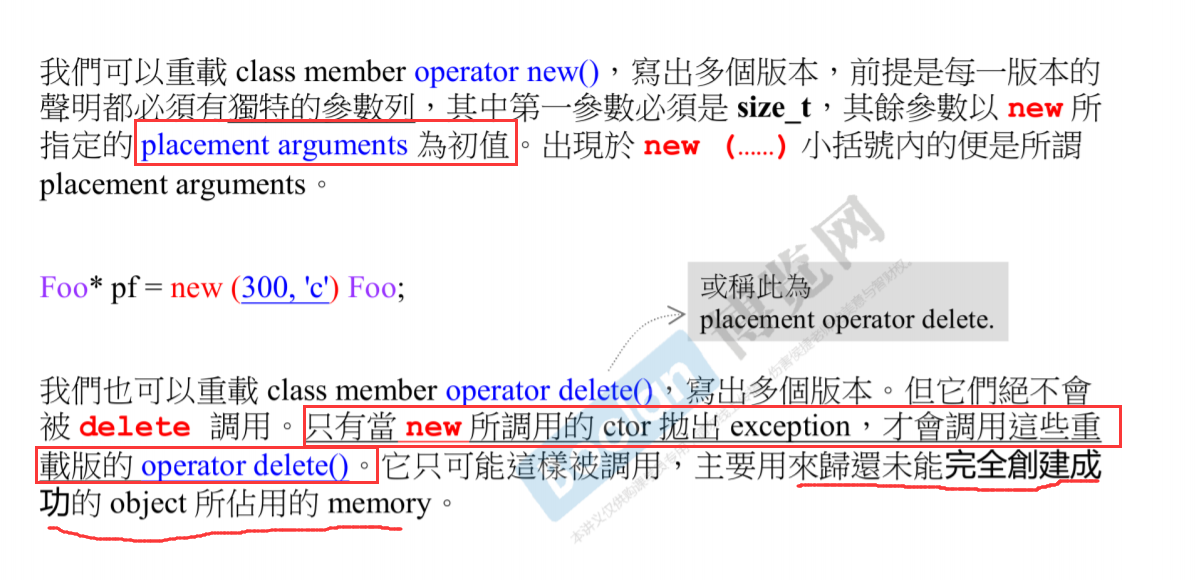 我們可以重載 class member operator new()，寫出多個版本，前提是每一版本的
聲明都必須有獨特的參數列，其中第一參數必須是 size_t，其餘參數以 new 所
指定的 placement arguments 為初值。出現於 new (……) 小括號內的便是所謂
placement arguments。
Foo* pf = new (300, 'c') Foo;
或稱此為
placement operator delete.
我們也可以重載 class member operator delete()，寫出多個版本。但它們絕不會
被 delete 調用。只有當 new 所調用的 ctor 拋出 exception，才會調用這些重
載版的 operator delete()。它只可能這樣被調用，主要用來歸還未能完全創建成
功的 object 所佔用的 memory。
博览网